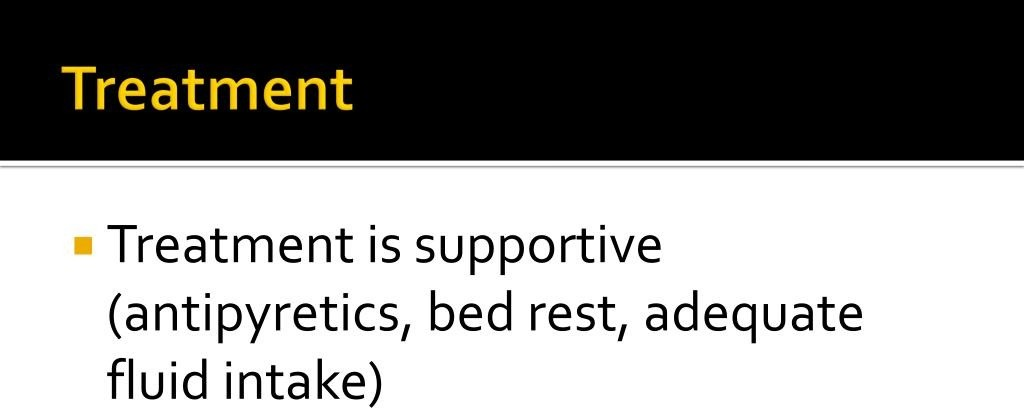 Treatment
Treatment is supportive
(antipyretics, bed rest, adequate
fluid intake)